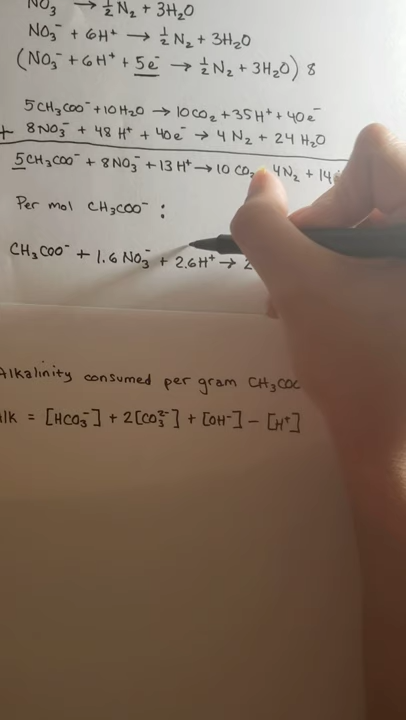 NO₃⁻ → ½N₂ + 3H₂O
NO₃⁻ + 6H⁺ → ½N₂ + 3H₂O
(NO₃⁻ + 6H⁺ + 5e⁻ → ½N₂ + 3H₂O) 8
5CH₃COO⁻ + 10H₂O → 10CO₂ + 35H⁺ + 40e⁻
+ 8NO₃⁻ + 48H⁺ + 40e⁻ → 4N₂ + 24H₂O
5CH₃COO⁻ + 8NO₃⁻ + 13H⁺ → 10CO₂ 4N₂ + 14
Per mol CH₃COO⁻ :
CH₃COO⁻ + 1.6NO₃⁻ + 2.6H⁺ → 2
Alkalinity consumed per gram CH₃COO
lk = [HCO₃⁻] + 2[CO₃²⁻] + [OH⁻] − [H⁺]